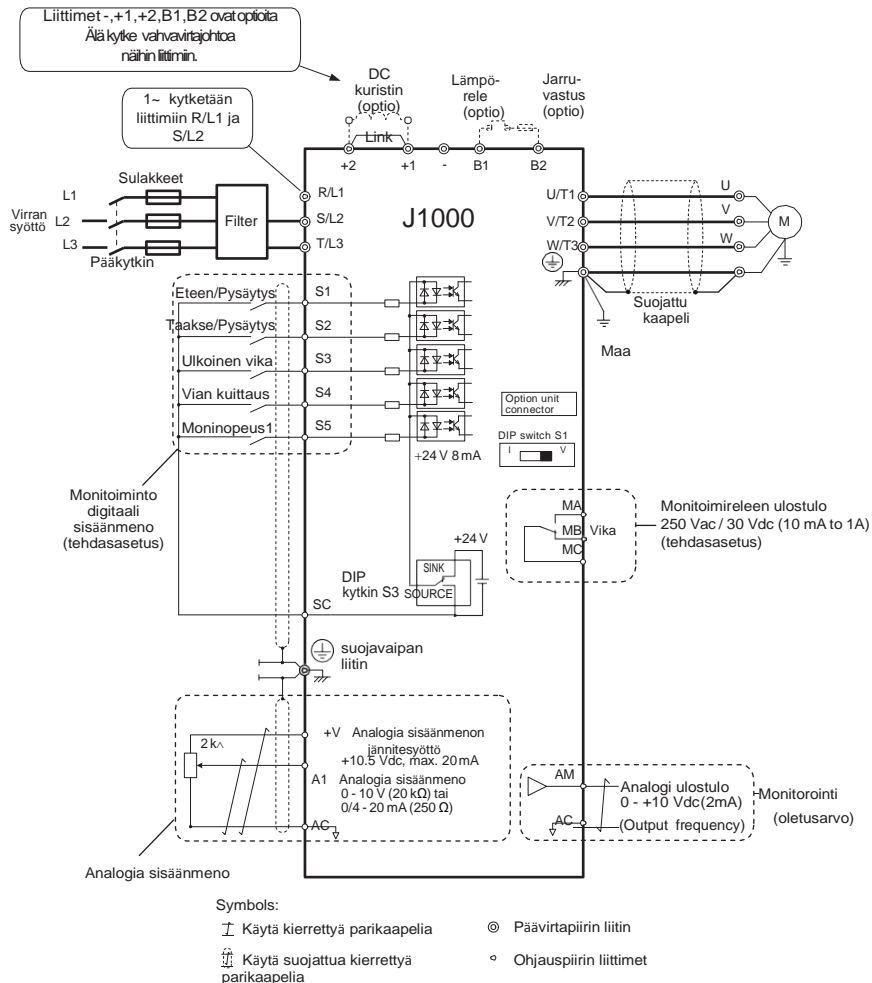 Liittimet -,+1,+2,B1,B2 ovat optioita
Älä kytke vahvavirtajohtoa
näihin liittimiin.
1~ kytketään
liittimiin R/L1 ja
S/L2
DC
kuristin
(optio)
Lämpö-
rele
(optio)
Jarru-
vastus
(optio)
Link
+2
+1
-
B1
B2
Sulakkeet
L1
Virran
syöttö
L2
L3
Pääkytkin
Filter
R/L1
S/L2
T/L3
J1000
U/T1
V/T2
W/T3
U
V
W
M
Suojattu
kaapeli
Maa
Eteen/Pysäytys
S1
Taakse/Pysäytys
S2
Ulkoinen vika
S3
Vian kuittaus
S4
Moninopeus1
S5
+24 V 8 mA
Option unit
connector
DIP switch S1
I
V
Monitoiminto
digitaali
sisäänmeno
(tehdasasetus)
MA
MB
MC
Vika
Monitoimireleen ulostulo
250 Vac / 30 Vdc (10 mA to 1A)
(tehdasasetus)
+24 V
SINK
DIP
kytkin S3
SOURCE
SC
suojavaipan
liitin
2 k^
+V Analogia sisäänmenon
jännitesyöttö
+10.5 Vdc, max. 20 mA
A1 Analogia sisäänmeno
0 - 10 V (20 kΩ) tai
0/4 - 20 mA (250 Ω)
AC
Analogia sisäänmeno
AM
Analogi ulostulo
0 - +10 Vdc (2mA)
AC
(Output frequency)
Monitorointi
(oletusarvo)
Symbols:
Käytä kierrettyä parikaapelia
Päävirtapiirin liitin
Käytä suojattua kierrettyä
parikaapelia
Ohjauspiirin liittimet